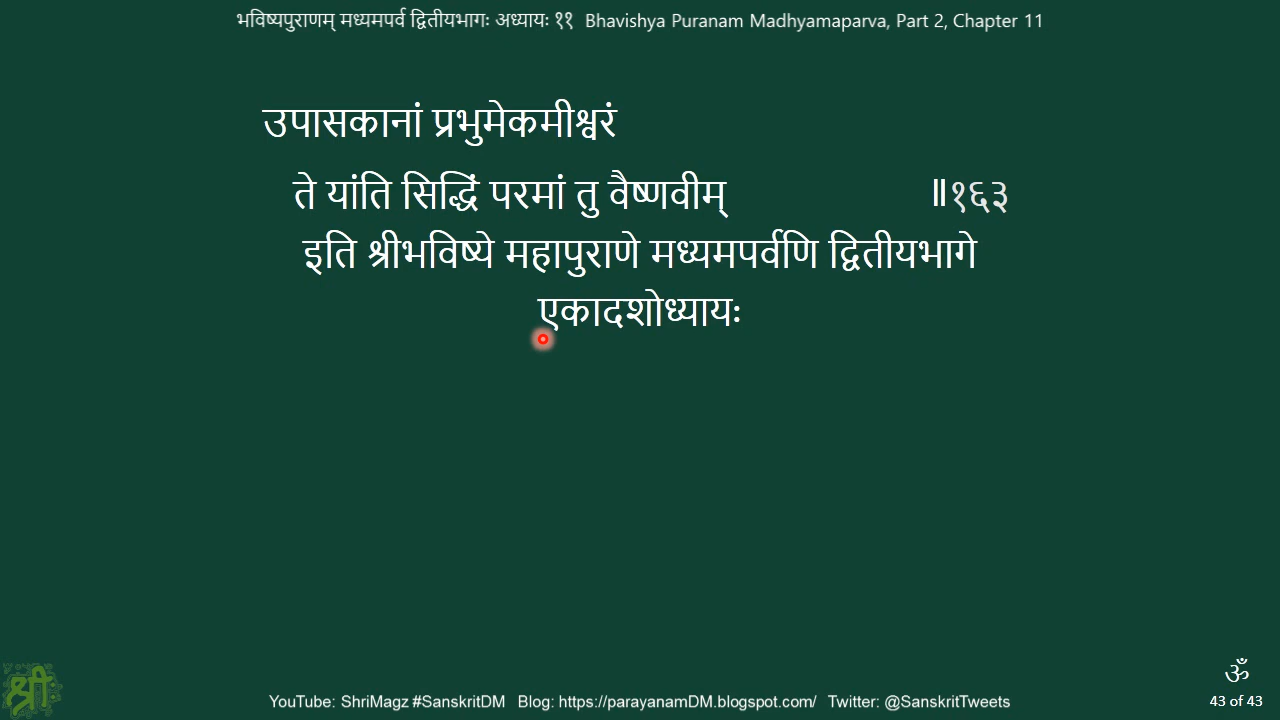 भविष्यपुराणम् मध्यमपर्व द्वितीयभागः अध्यायः ११  Bhavishya Puranam Madhyamaparva, Part 2, Chapter 11
उपासकानां प्रभुमेकमीश्वरं
ते यांति सिद्धिं परमां तु वैष्णवीम् ॥१६३
इति श्रीभविष्ये महापुराणे मध्यमपर्वणि द्वितीयभागे
एकादशोध्यायः
श्रीः
ॐ
YouTube: ShriMagz #SanskritDM   Blog: https://parayanamDM.blogspot.com/   Twitter: @SanskritTweets
43 of 43